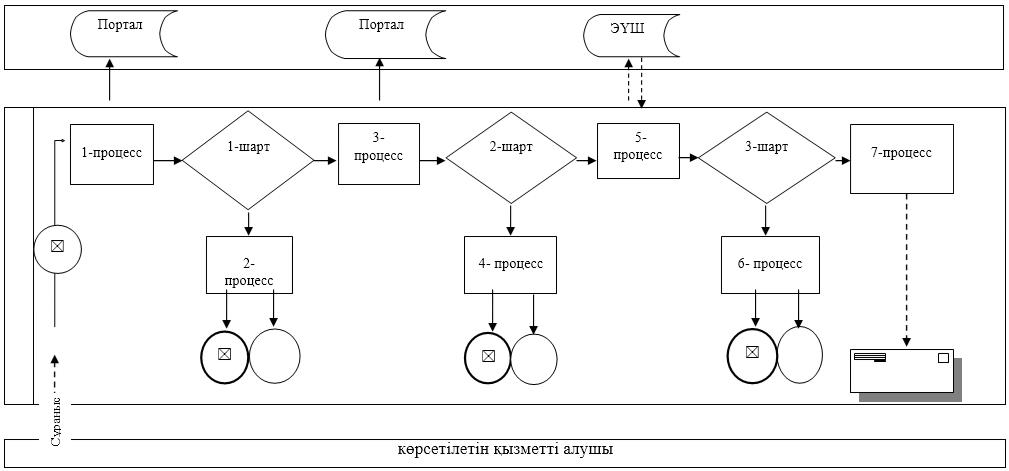 Портал
Портал
ЭҮШ
1-процесс
1-шарт
3-
процесс
2-шарт
5-
процесс
3-шарт
7-процесс
2-
процесс
4- процесс
6- процесс
Сұраныс
көрсетілетін қызметті алушы